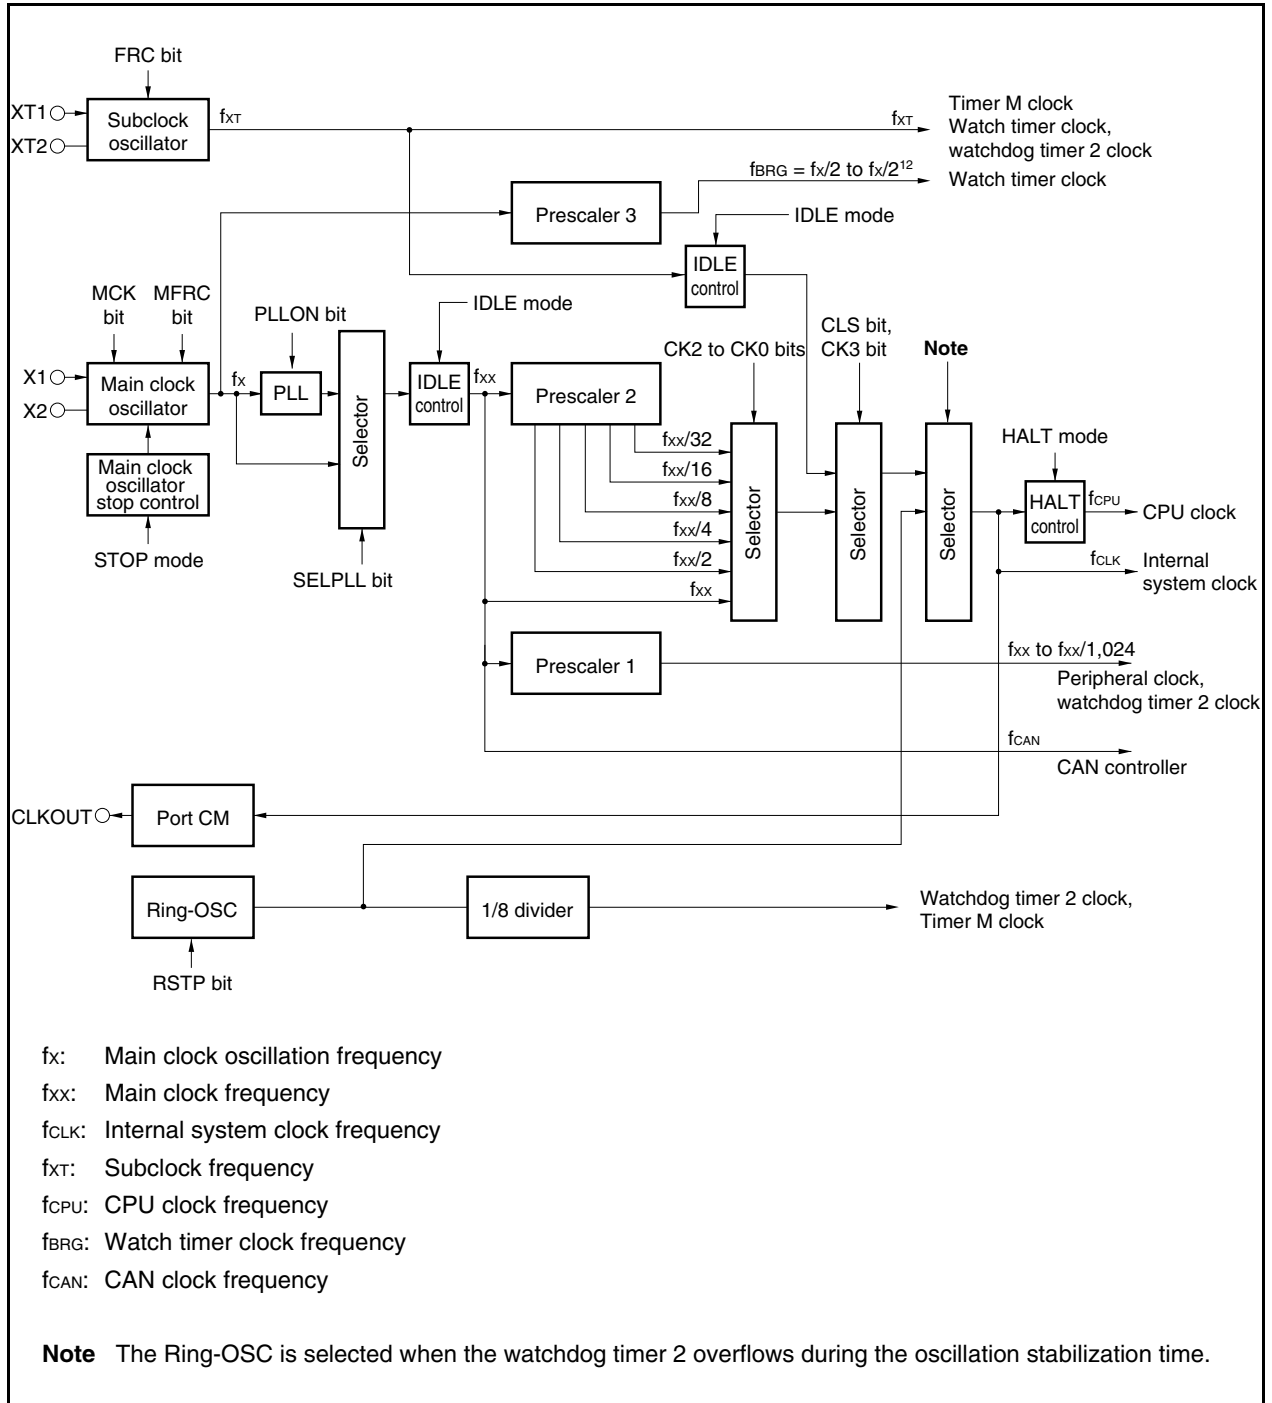 FRC bit
XT1
XT2
Subclock
oscillator
fXT
fXT
Timer M clock
Watch timer clock,
watchdog timer 2 clock
fBRG = fX/2 to fX/2¹²
Watch timer clock
Prescaler 3
IDLE mode
IDLE
control
MCK
bit
MFRC
bit
PLLON bit
IDLE mode
CLS bit,
CK3 bit
CK2 to CK0 bits
Note
X1
X2
Main clock
oscillator
fX
PLL
Selector
IDLE
control
fXX
Prescaler 2
fXX/32
fXX/16
fXX/8
fXX/4
fXX/2
fXX
Selector
Selector
Selector
HALT mode
HALT
control
fCPU
CPU clock
fCLK
Internal
system clock
Main clock
oscillator
stop control
STOP mode
SELPLL bit
Prescaler 1
fXX to fXX/1,024
Peripheral clock,
watchdog timer 2 clock
fCAN
CAN controller
CLKOUT
Port CM
Ring-OSC
1/8 divider
Watchdog timer 2 clock,
Timer M clock
RSTP bit
fX: Main clock oscillation frequency
fXX: Main clock frequency
fCLK: Internal system clock frequency
fXT: Subclock frequency
fCPU: CPU clock frequency
fBRG: Watch timer clock frequency
fCAN: CAN clock frequency
Note The Ring-OSC is selected when the watchdog timer 2 overflows during the oscillation stabilization time.